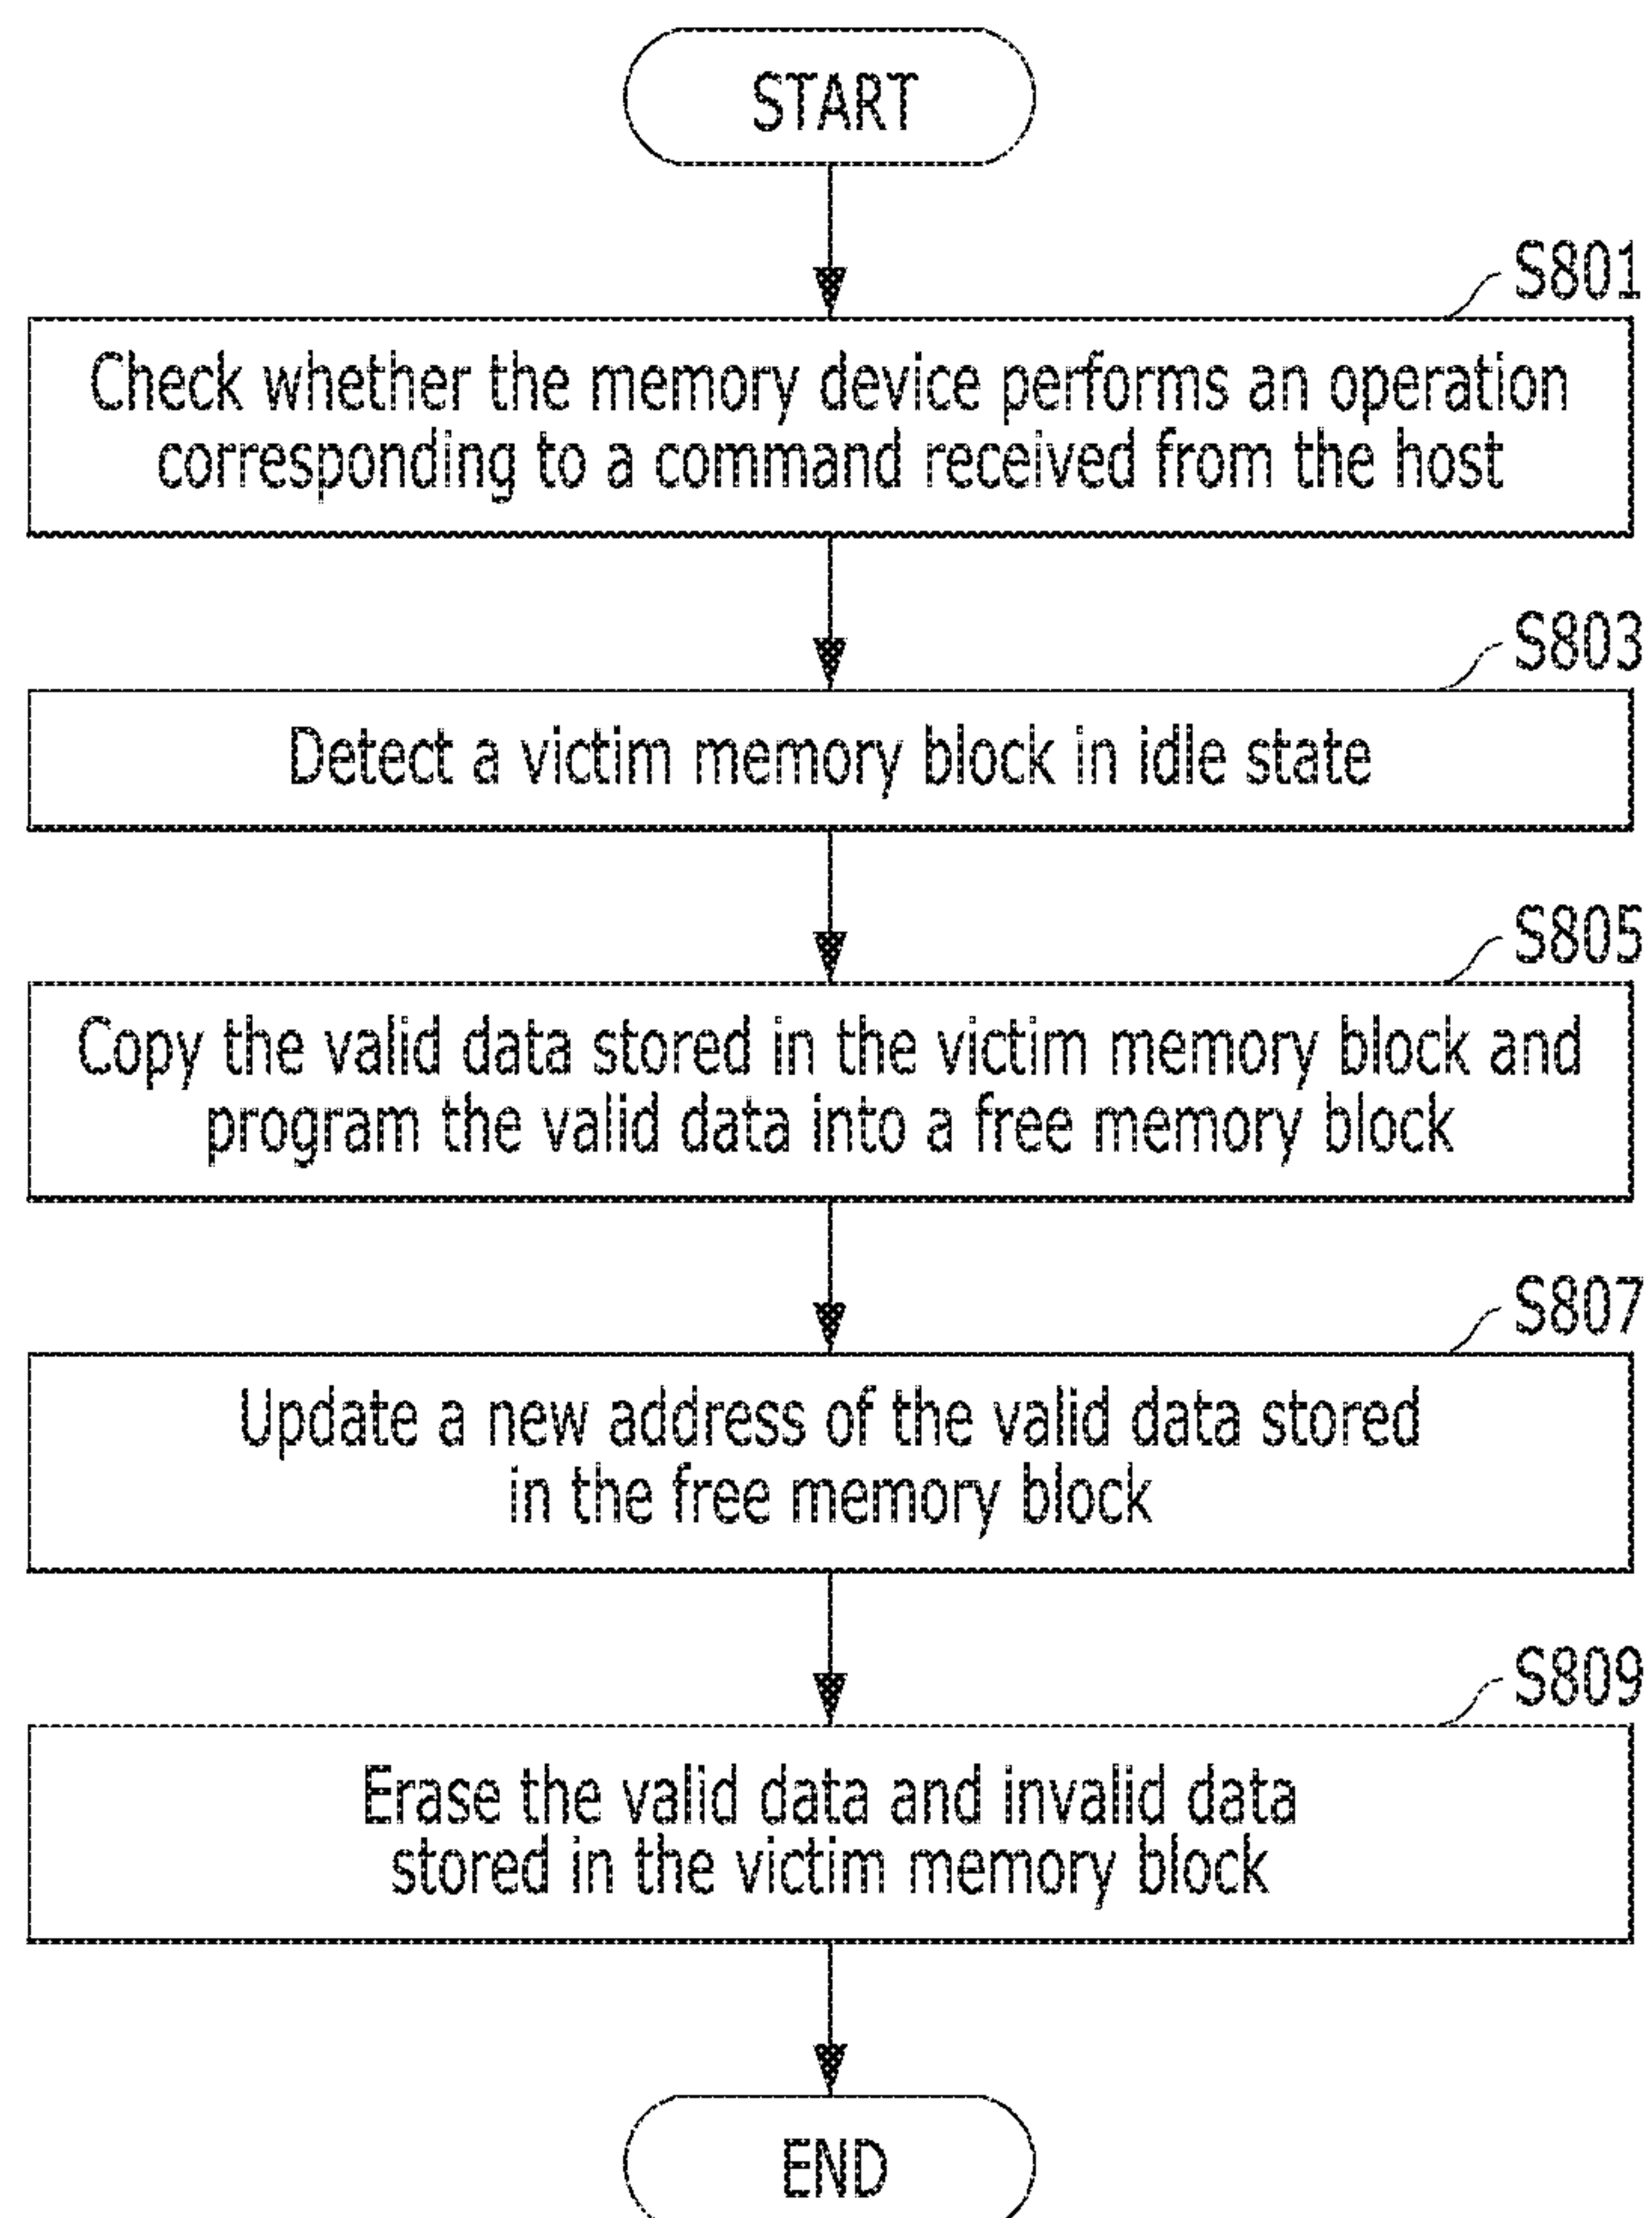 START
S801
Check whether the memory device performs an operation
corresponding to a command received from the host
S803
Detect a victim memory block in idle state
S805
Copy the valid data stored in the victim memory block and
program the valid data into a free memory block
S807
Update a new address of the valid data stored
in the free memory block
S809
Erase the valid data and invalid data
stored in the victim memory block
END